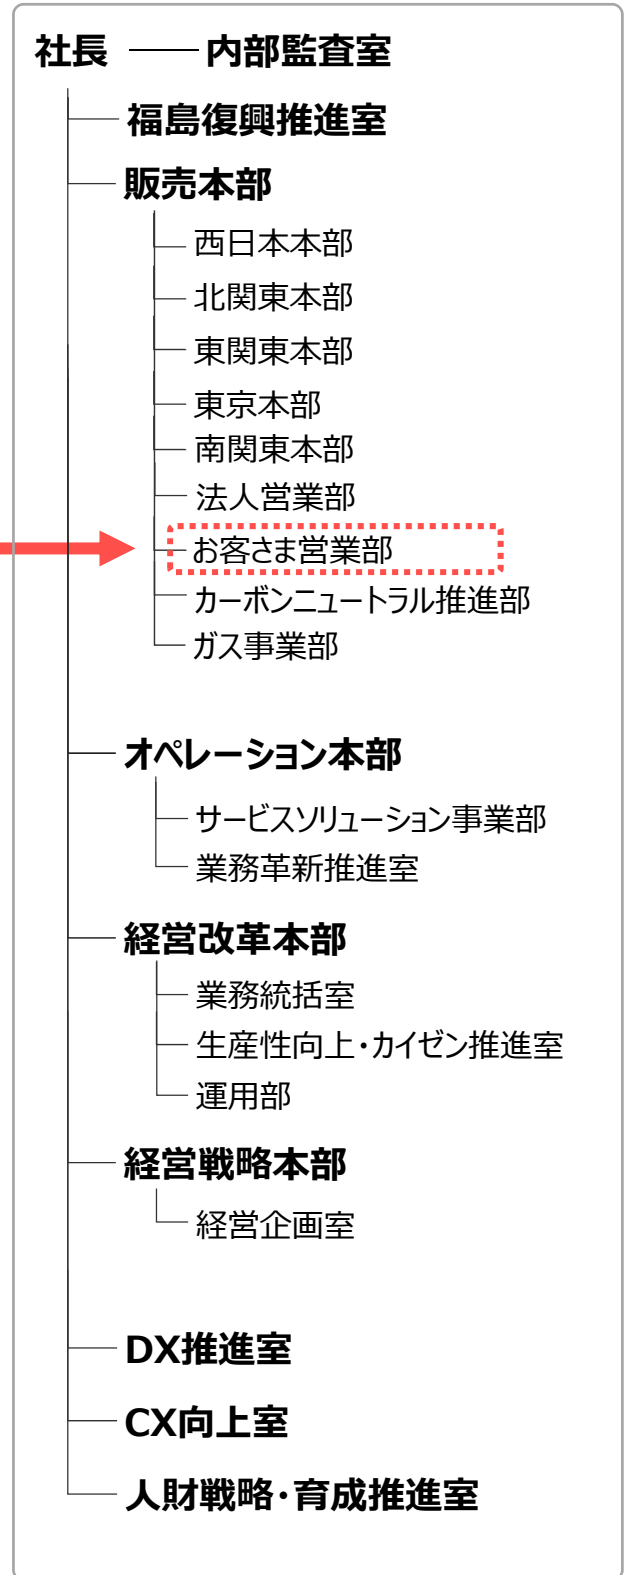 社長 内部監査室
福島復興推進室
販売本部
西日本本部
北関東本部
東関東本部
東京本部
南関東本部
法人営業部
お客さま営業部
カーボンニュートラル推進部
ガス事業部
オペレーション本部
サービスソリューション事業部
業務革新推進室
経営改革本部
業務統括室
生産性向上・カイゼン推進室
運用部
経営戦略本部
経営企画室
DX推進室
CX向上室
人財戦略・育成推進室